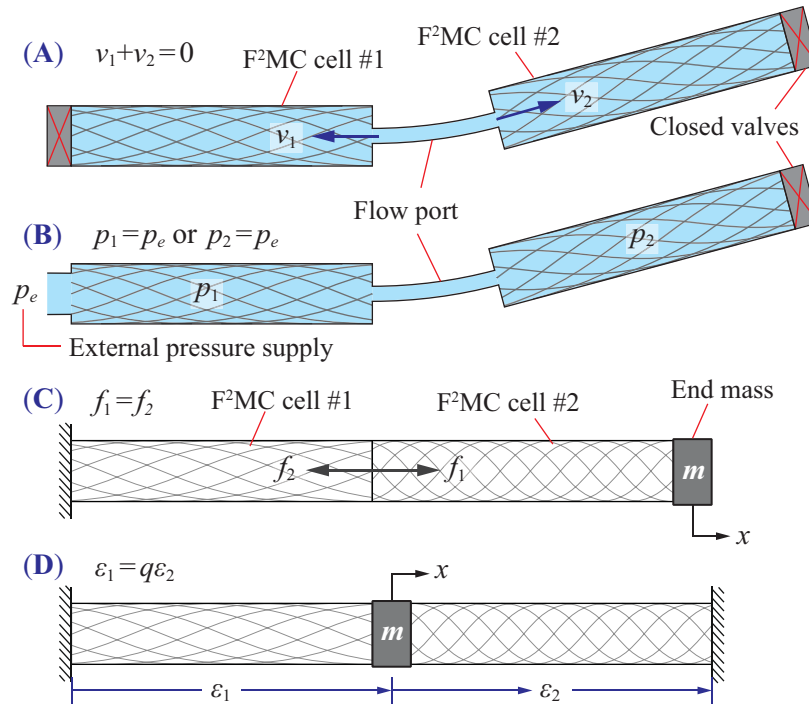 (A) v₁+v₂=0
F²MC cell #1
F²MC cell #2
v₁
v₂
Closed valves
Flow port
(B) p₁=pₑ or p₂=pₑ
pₑ
p₁
p₂
External pressure supply
(C) f₁=f₂
F²MC cell #1
F²MC cell #2
End mass
f₂
f₁
m
x
(D) ε₁=qε₂
x
m
ε₁
ε₂